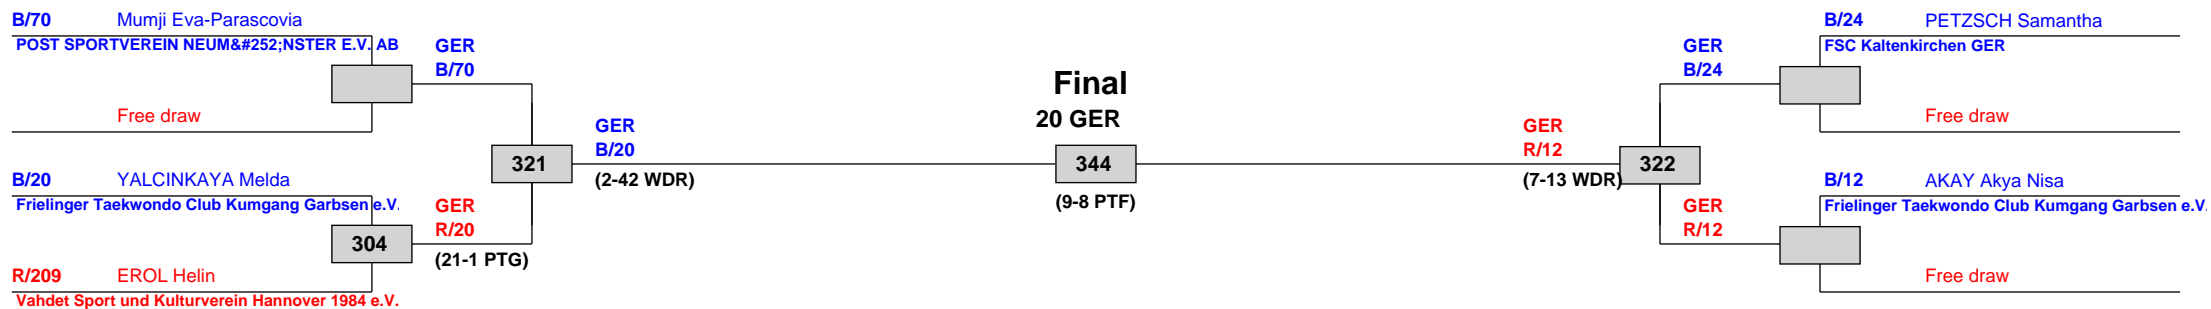 B/70 Mumji Eva-Parascovia
POST SPORTVEREIN NEUM&#252;NSTER E.V. AB
GER
B/70
Free draw
321
GER
B/20
(2-42 WDR)
B/20 YALCINKAYA Melda
Frielinger Taekwondo Club Kumgang Garbsen e.V.
304
GER
R/20
(21-1 PTG)
R/209 EROL Helin
Vahdet Sport und Kulturverein Hannover 1984 e.V.
Final
20 GER
344
(9-8 PTF)
B/24 PETZSCH Samantha
FSC Kaltenkirchen GER
GER
B/24
Free draw
GER
R/12
(7-13 WDR)
322
B/12 AKAY Akya Nisa
Frielinger Taekwondo Club Kumgang Garbsen e.V.
GER
R/12
Free draw